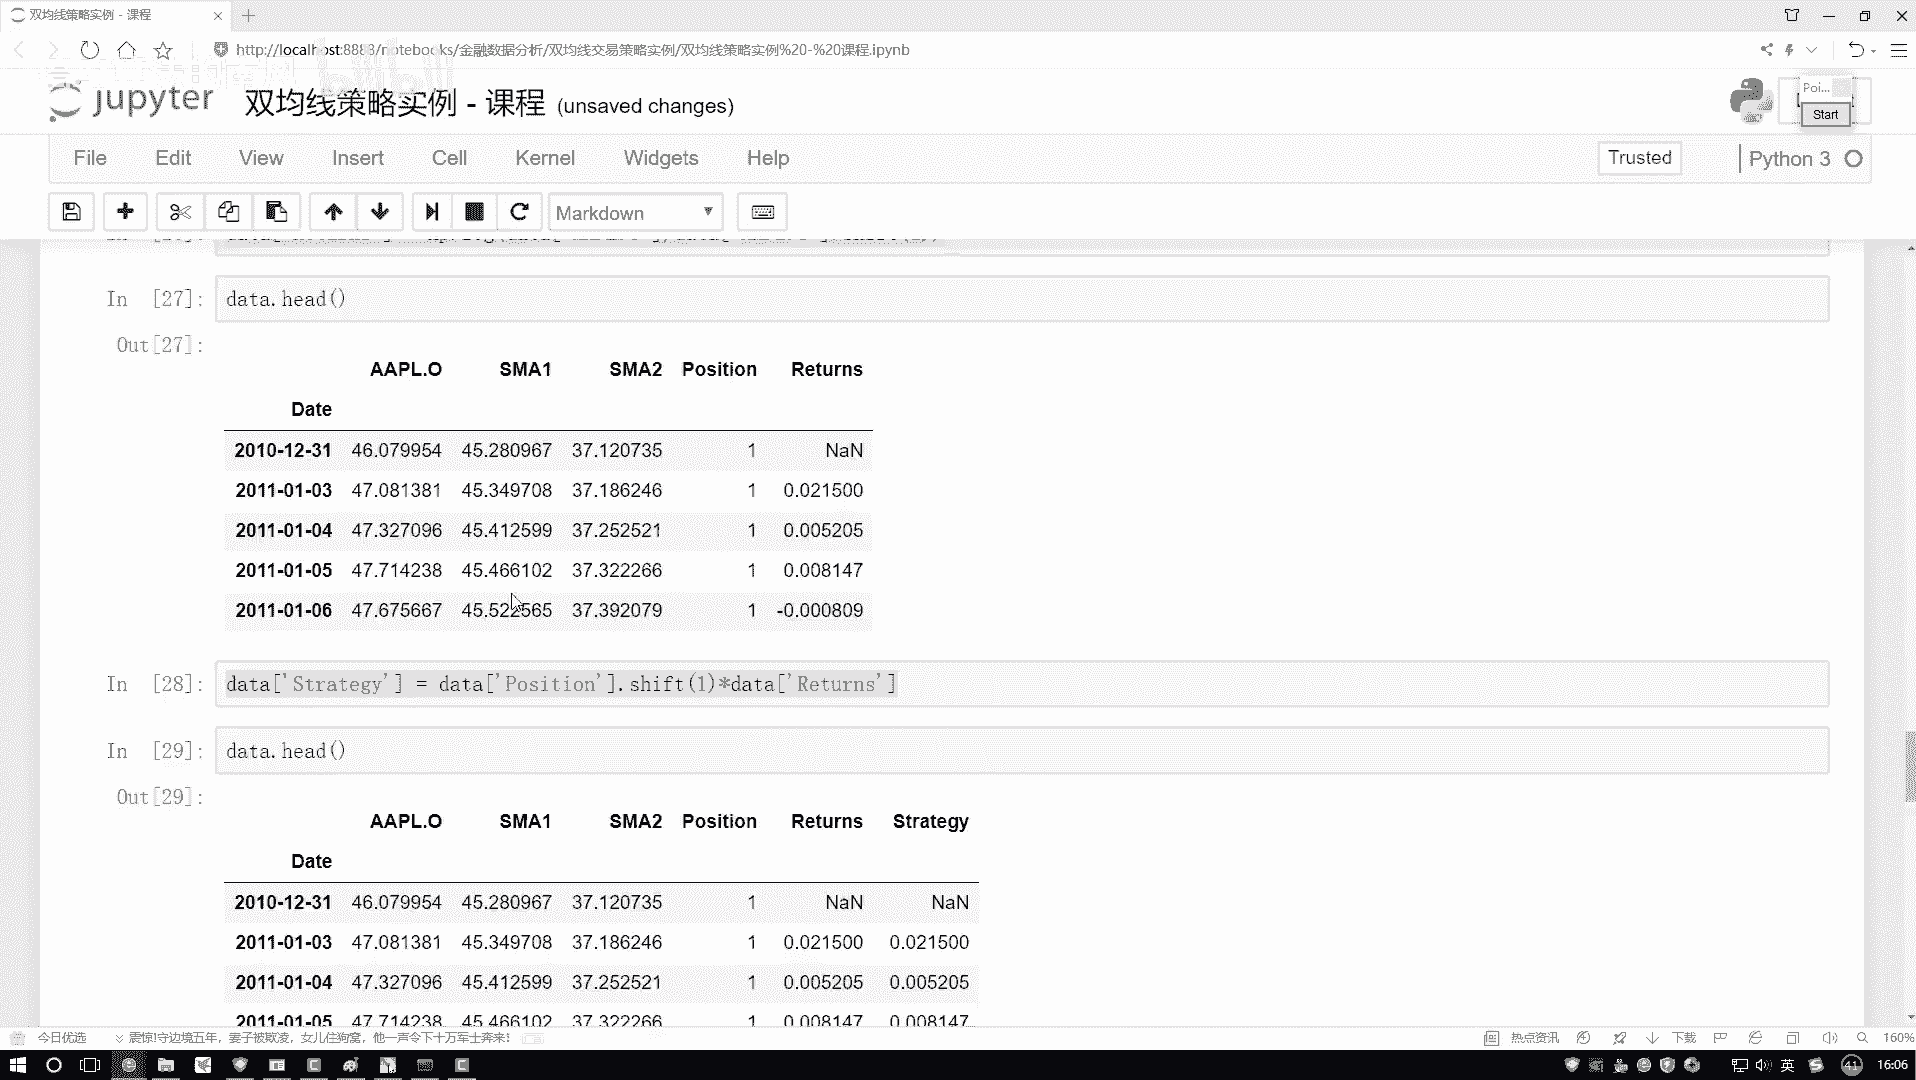 双均线策略实例 - 课程
http://localhost:8888/notebooks/金融数据分析/双均线交易策略实例/双均线策略实例%20-%20课程.ipynb
jupyter 双均线策略实例 - 课程 (unsaved changes)
Poi...
Start
File Edit View Insert Cell Kernel Widgets Help
Trusted
Python 3
Markdown
In [27]: data.head()
Out[27]:
AAPL.O SMA1 SMA2 Position Returns
Date
2010-12-31 46.079954 45.280967 37.120735 1 NaN
2011-01-03 47.081381 45.349708 37.186246 1 0.021500
2011-01-04 47.327096 45.412599 37.252521 1 0.005205
2011-01-05 47.714238 45.466102 37.322266 1 0.008147
2011-01-06 47.675667 45.522565 37.392079 1 -0.000809
In [28]: data['Strategy'] = data['Position'].shift(1)*data['Returns']
In [29]: data.head()
Out[29]:
AAPL.O SMA1 SMA2 Position Returns Strategy
Date
2010-12-31 46.079954 45.280967 37.120735 1 NaN NaN
2011-01-03 47.081381 45.349708 37.186246 1 0.021500 0.021500
2011-01-04 47.327096 45.412599 37.252521 1 0.005205 0.005205
2011-01-05 47.714238 45.466102 37.322266 1 0.008147 0.008147
今日优选
震惊!守边境五年，妻子被欺凌，女儿住狗窝，他一声令下十万军士奔来!
热点资讯
下载
160%
英
41
16:06